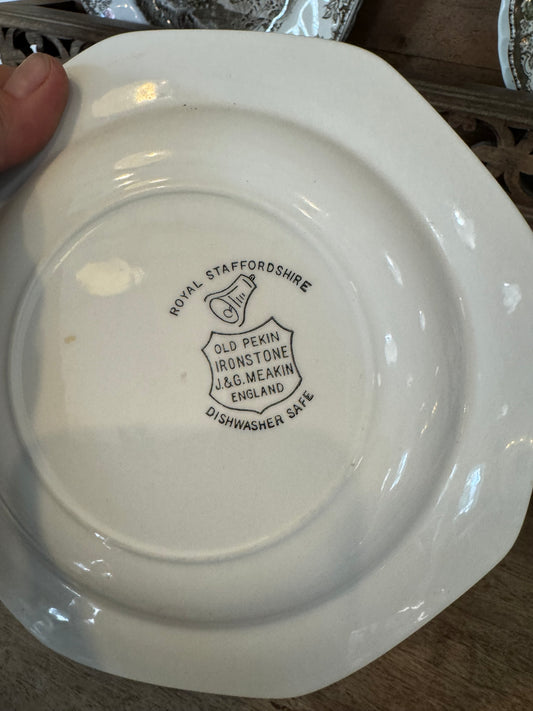 ROYAL STAFFORDSHIRE
OLD PEKIN
IRONSTONE
J.&G. MEAKIN
ENGLAND
DISHWASHER SAFE